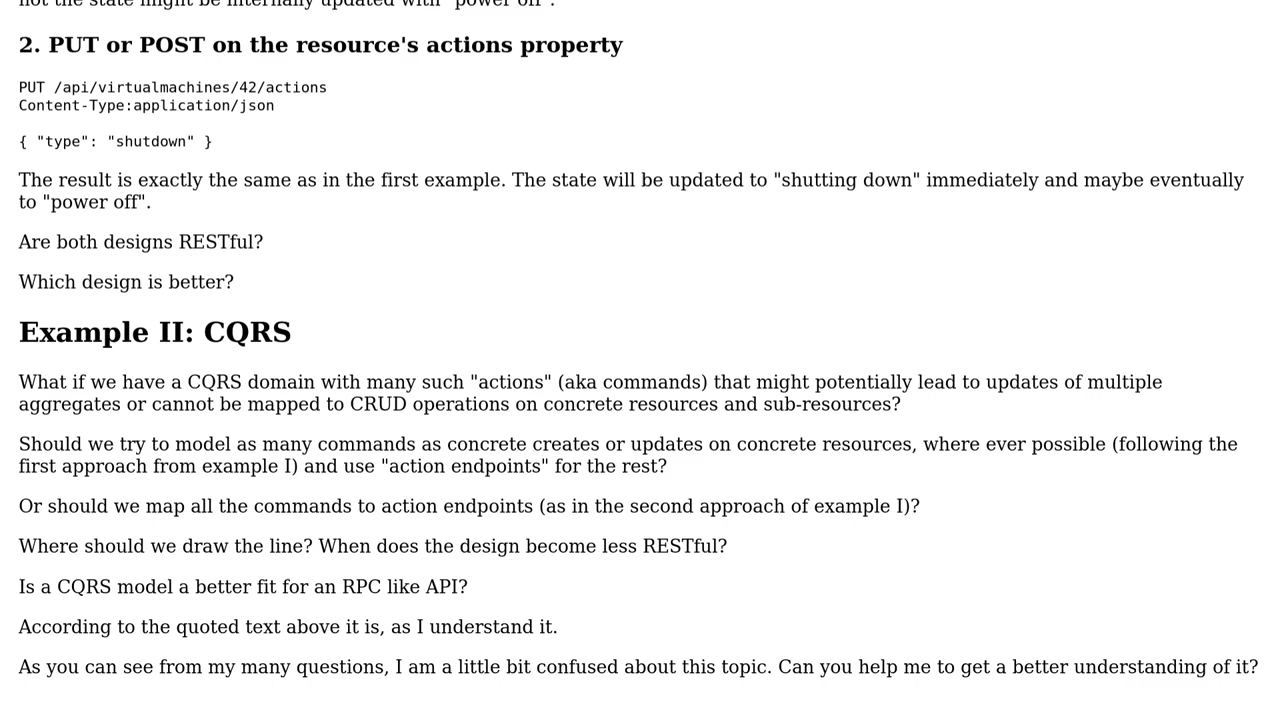 not the state might be internally updated with "power off".
2. PUT or POST on the resource's actions property
PUT /api/virtualmachines/42/actions
Content-Type:application/json
{ "type": "shutdown" }
The result is exactly the same as in the first example. The state will be updated to "shutting down" immediately and maybe eventually
to "power off".
Are both designs RESTful?
Which design is better?
Example II: CQRS
What if we have a CQRS domain with many such "actions" (aka commands) that might potentially lead to updates of multiple
aggregates or cannot be mapped to CRUD operations on concrete resources and sub-resources?
Should we try to model as many commands as concrete creates or updates on concrete resources, where ever possible (following the
first approach from example I) and use "action endpoints" for the rest?
Or should we map all the commands to action endpoints (as in the second approach of example I)?
Where should we draw the line? When does the design become less RESTful?
Is a CQRS model a better fit for an RPC like API?
According to the quoted text above it is, as I understand it.
As you can see from my many questions, I am a little bit confused about this topic. Can you help me to get a better understanding of it?